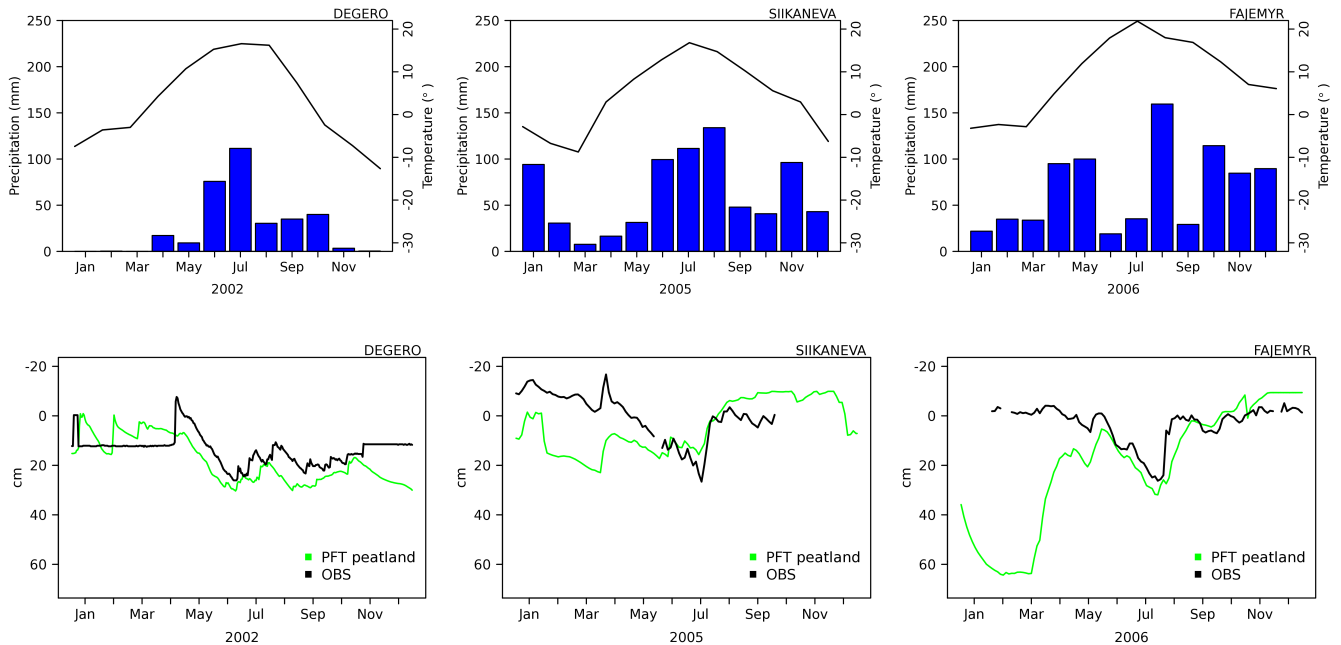 DEGERO
250
200
150
100
50
0
Precipitation (mm)
20
10
0
-10
-20
-30
Temperature (° )
Jan Mar May Jul Sep Nov
2002
SIIKANEVA
250
200
150
100
50
0
Precipitation (mm)
20
10
0
-10
-20
-30
Temperature (° )
Jan Mar May Jul Sep Nov
2005
FAJEMYR
250
200
150
100
50
0
Precipitation (mm)
20
10
0
-10
-20
-30
Temperature (° )
Jan Mar May Jul Sep Nov
2006
DEGERO
-20
0
20
40
60
cm
PFT peatland
OBS
Jan Mar May Jul Sep Nov
2002
SIIKANEVA
-20
0
20
40
60
cm
PFT peatland
OBS
Jan Mar May Jul Sep Nov
2005
FAJEMYR
-20
0
20
40
60
cm
PFT peatland
OBS
Jan Mar May Jul Sep Nov
2006